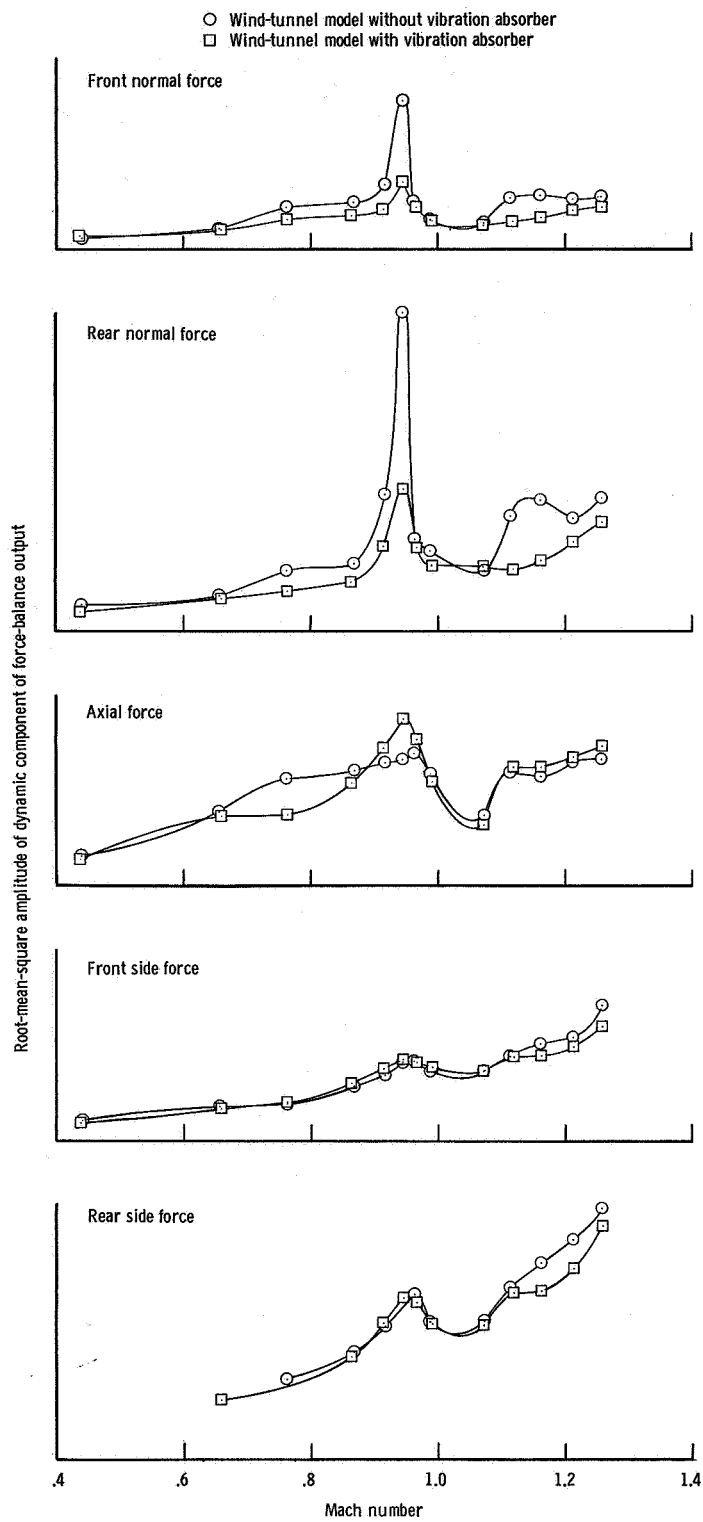 Wind-tunnel model without vibration absorber
Wind-tunnel model with vibration absorber
Front normal force
Rear normal force
Axial force
Front side force
Rear side force
Root-mean-square amplitude of dynamic component of force-balance output
.4 .6 .8 1.0 1.2 1.4
Mach number